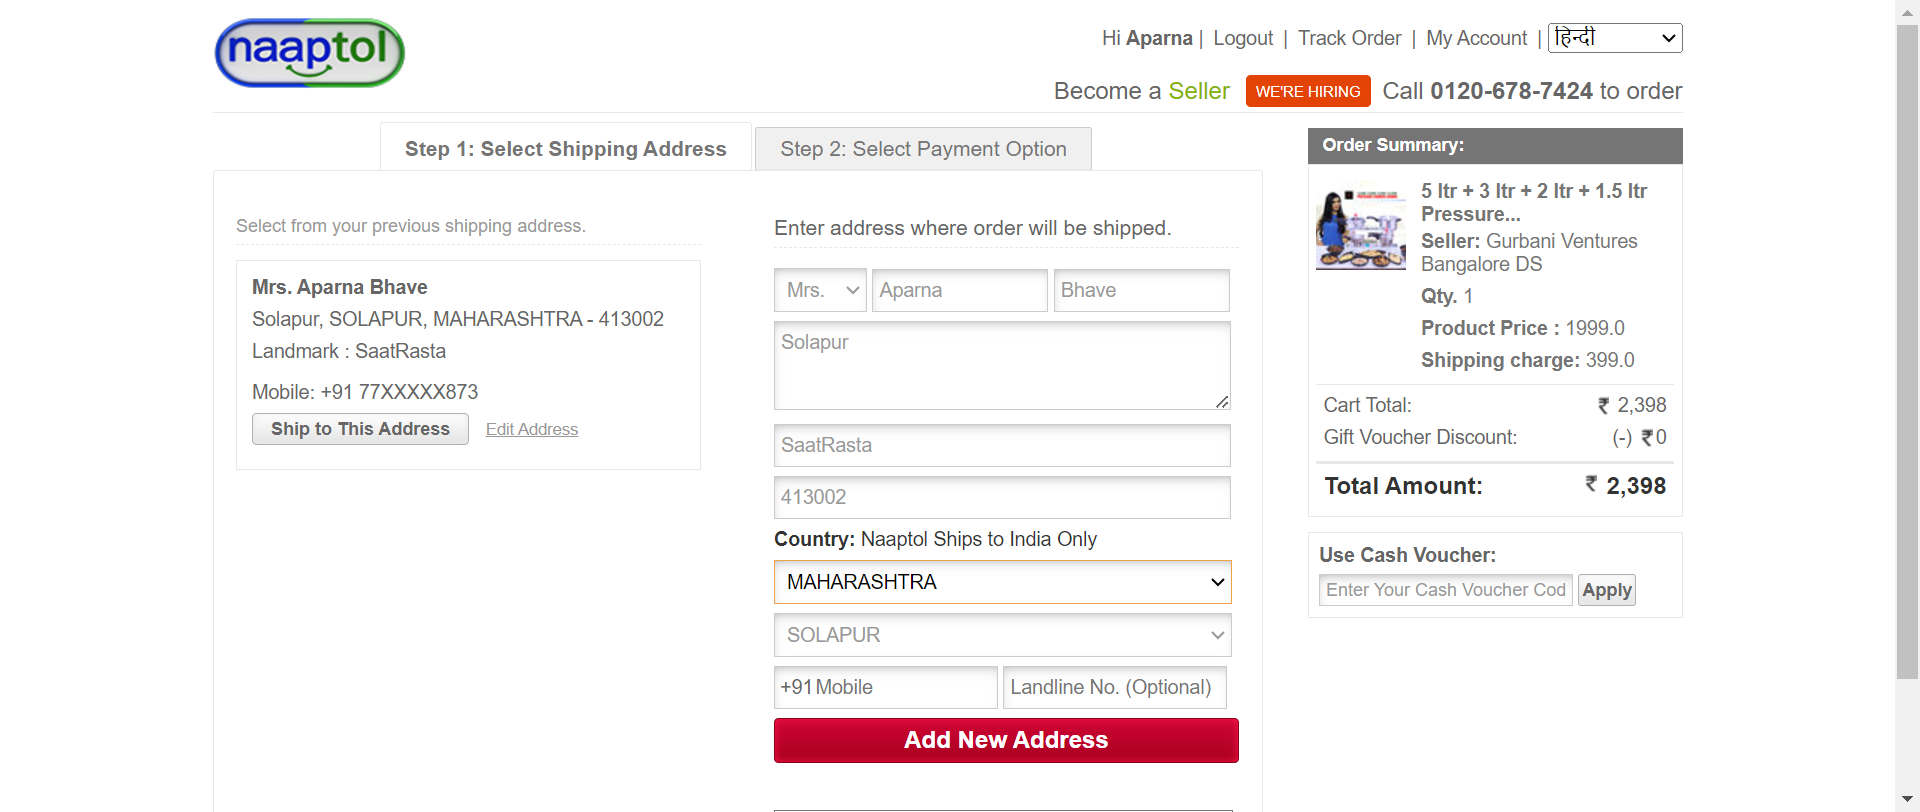 naaptol
Hi Aparna | Logout | Track Order | My Account | हिन्दी
Become a Seller WE'RE HIRING Call 0120-678-7424 to order
Step 1: Select Shipping Address
Step 2: Select Payment Option
Select from your previous shipping address.
Mrs. Aparna Bhave
Solapur, SOLAPUR, MAHARASHTRA - 413002
Landmark : SaatRasta
Mobile: +91 77XXXXX873
Ship to This Address Edit Address
Enter address where order will be shipped.
Mrs. Aparna Bhave
Solapur
SaatRasta
413002
Country: Naaptol Ships to India Only
MAHARASHTRA
SOLAPUR
+91 Mobile Landline No. (Optional)
Add New Address
Order Summary:
5 ltr + 3 ltr + 2 ltr + 1.5 ltr
Pressure...
Seller: Gurbani Ventures
Bangalore DS
Qty. 1
Product Price : 1999.0
Shipping charge: 399.0
Cart Total: ₹ 2,398
Gift Voucher Discount: (-) ₹0
Total Amount: ₹ 2,398
Use Cash Voucher:
Enter Your Cash Voucher Cod Apply